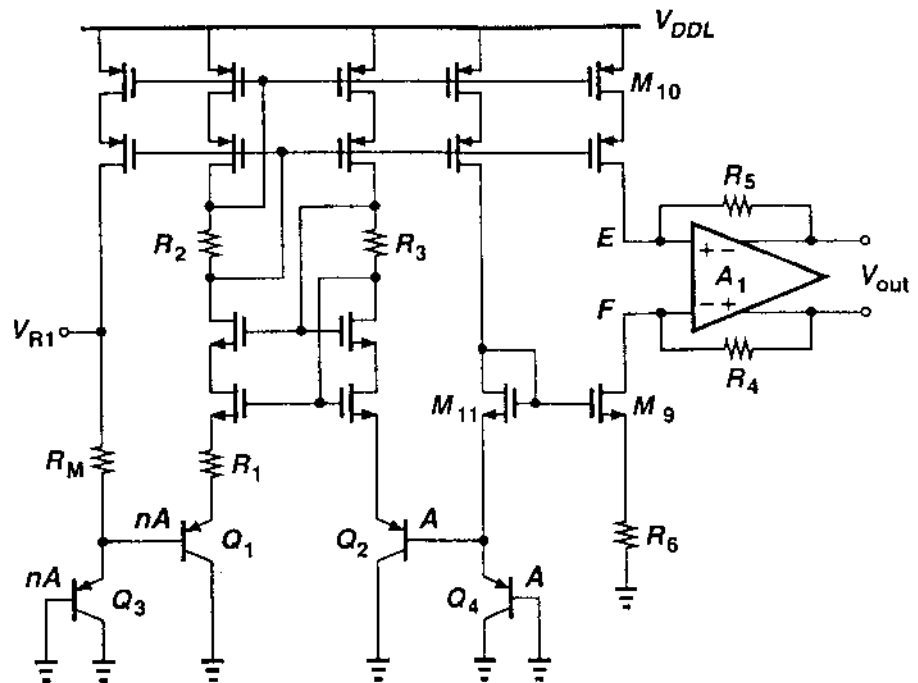 V_DDL
M_10
R_5
E
R_2
R_3
+ −
A_1
V_out
V_R1
F
− +
R_4
M_11
M_9
R_M
R_1
nA
A
Q_1
Q_2
R_6
nA
A
Q_3
Q_4